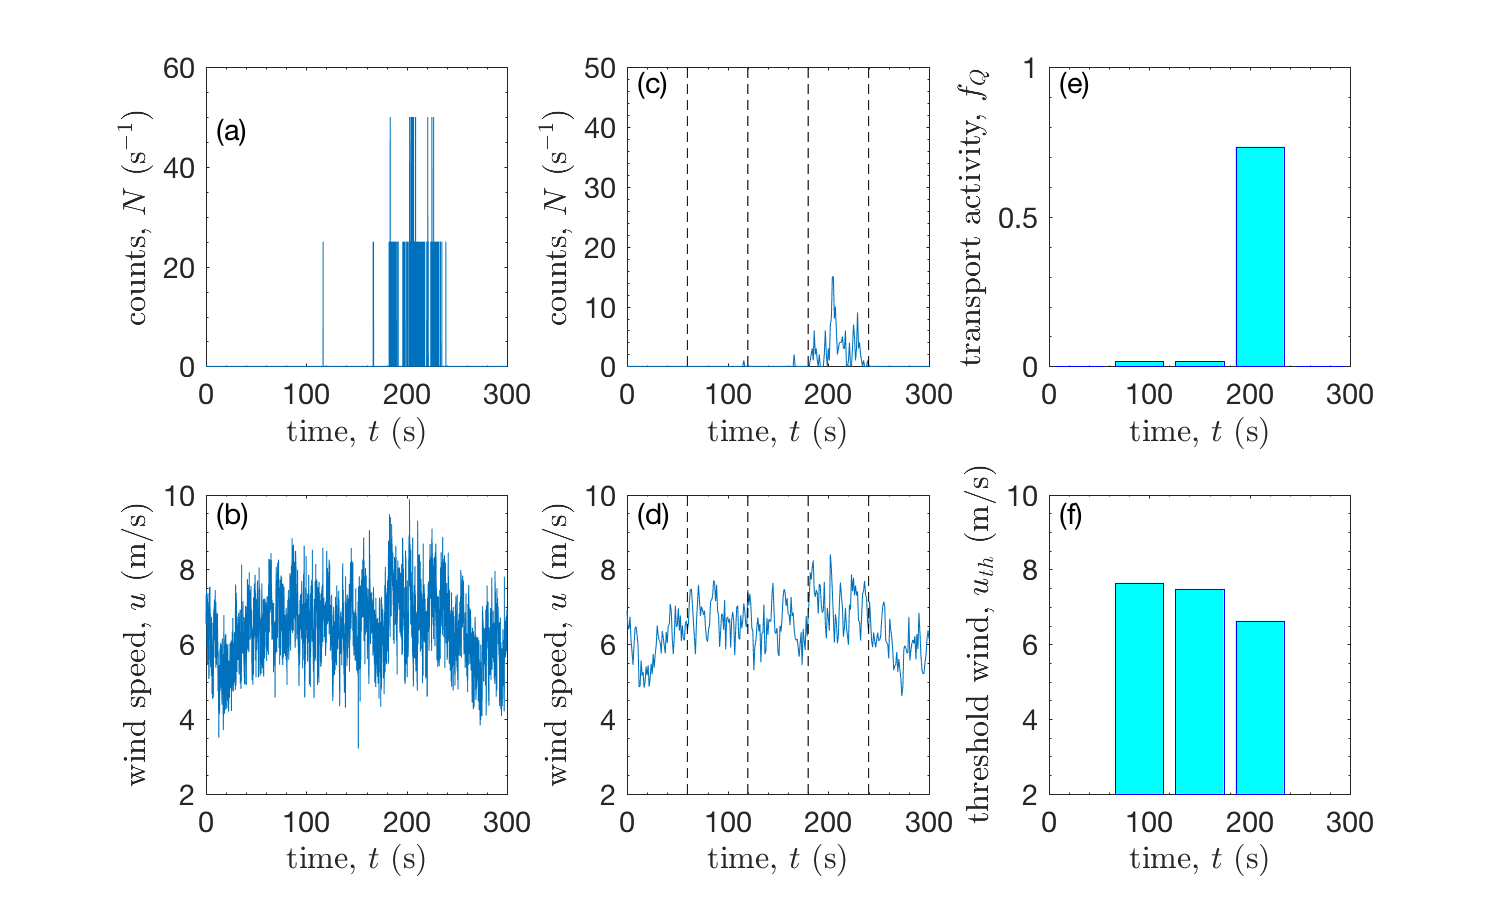 (a)
60
40
20
0
0 100 200 300
counts, N (s⁻¹)
time, t (s)
(c)
50
40
30
20
10
0
0 100 200 300
counts, N (s⁻¹)
time, t (s)
(e)
1
0.5
0
0 100 200 300
transport activity, f_Q
time, t (s)
(b)
10
8
6
4
2
0 100 200 300
wind speed, u (m/s)
time, t (s)
(d)
10
8
6
4
2
0 100 200 300
wind speed, u (m/s)
time, t (s)
(f)
10
8
6
4
2
0 100 200 300
threshold wind, u_th (m/s)
time, t (s)